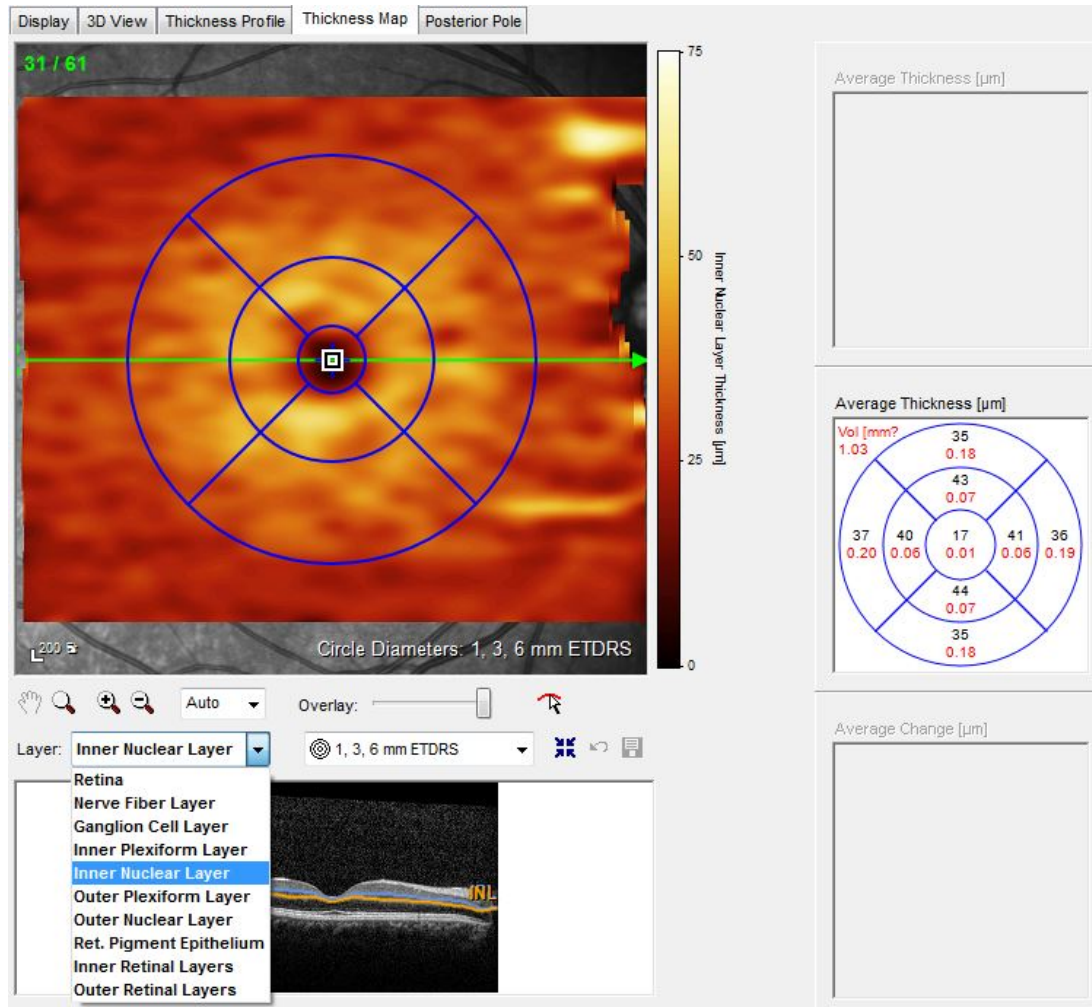 Display 3D View Thickness Profile Thickness Map Posterior Pole
31 / 61
75
50
25
0
Inner Nuclear Layer Thickness [µm]
200
Circle Diameters: 1, 3, 6 mm ETDRS
Auto Overlay:
Layer: Inner Nuclear Layer 1, 3, 6 mm ETDRS
Retina
Nerve Fiber Layer
Ganglion Cell Layer
Inner Plexiform Layer
Inner Nuclear Layer
Outer Plexiform Layer
Outer Nuclear Layer
Ret. Pigment Epithelium
Inner Retinal Layers
Outer Retinal Layers
INL
Average Thickness [µm]
Average Thickness [µm]
Vol [mm?
1.03
35
0.18
43
0.07
37 40 17 41 36
0.20 0.06 0.01 0.06 0.19
44
0.07
35
0.18
Average Change [µm]